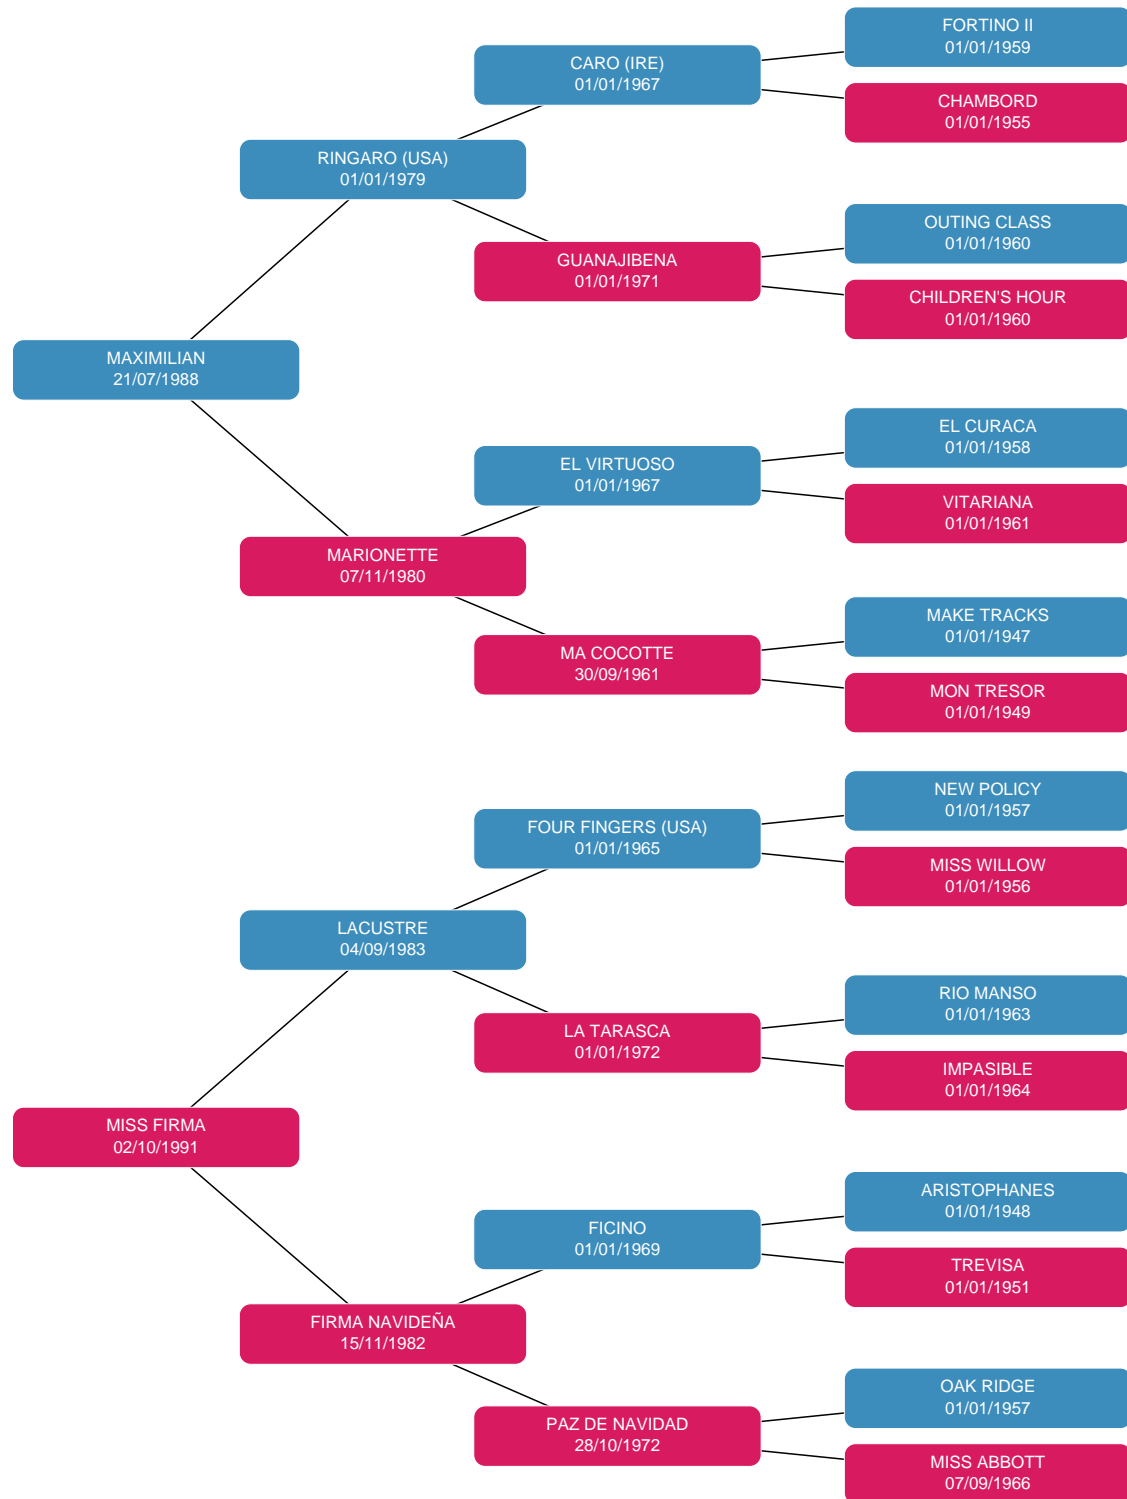 FORTINO II
01/01/1959
CARO (IRE)
01/01/1967
CHAMBORD
01/01/1955
RINGARO (USA)
01/01/1979
OUTING CLASS
01/01/1960
GUANAJIBENA
01/01/1971
CHILDREN'S HOUR
01/01/1960
MAXIMILIAN
21/07/1988
EL CURACA
01/01/1958
EL VIRTUOSO
01/01/1967
VITARIANA
01/01/1961
MARIONETTE
07/11/1980
MAKE TRACKS
01/01/1947
MA COCOTTE
30/09/1961
MON TRESOR
01/01/1949
NEW POLICY
01/01/1957
FOUR FINGERS (USA)
01/01/1965
MISS WILLOW
01/01/1956
LACUSTRE
04/09/1983
RIO MANSO
01/01/1963
LA TARASCA
01/01/1972
IMPASIBLE
01/01/1964
MISS FIRMA
02/10/1991
ARISTOPHANES
01/01/1948
FICINO
01/01/1969
TREVISA
01/01/1951
FIRMA NAVIDEÑA
15/11/1982
OAK RIDGE
01/01/1957
PAZ DE NAVIDAD
28/10/1972
MISS ABBOTT
07/09/1966